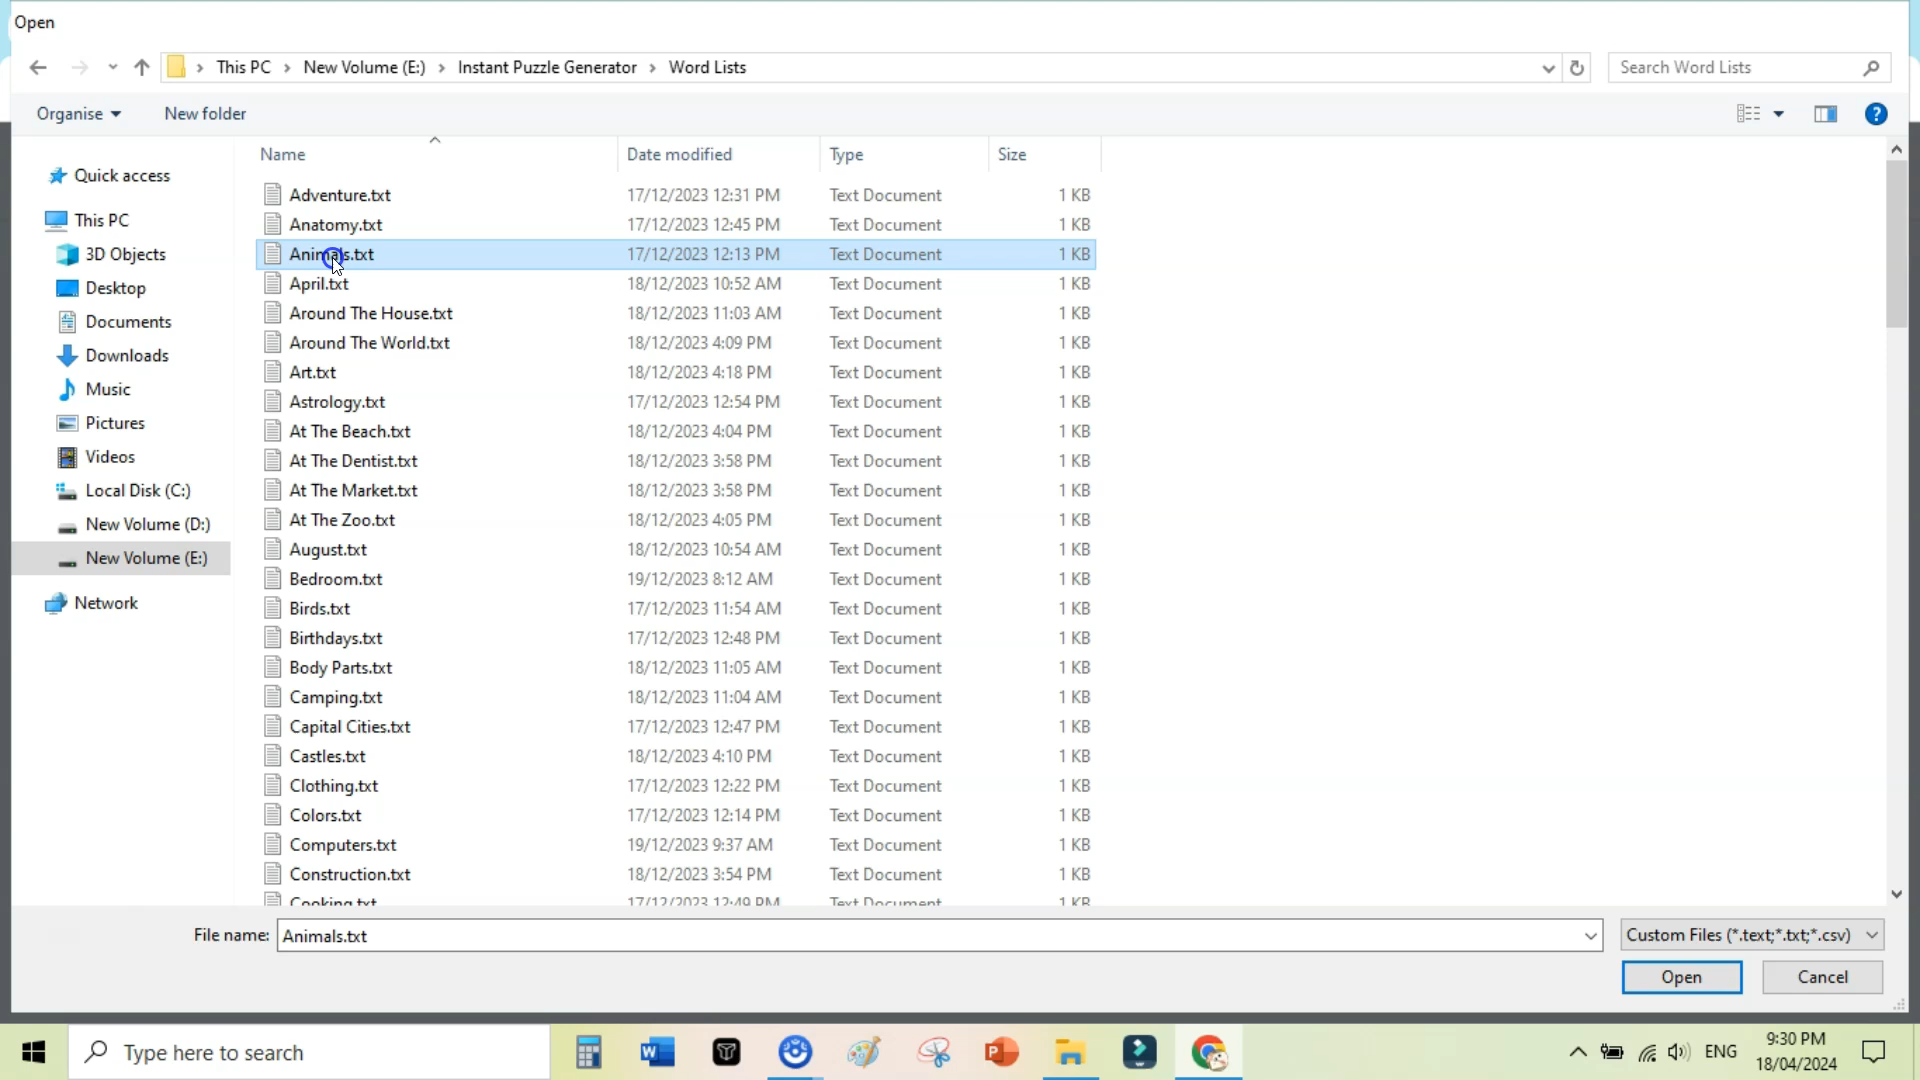 Open
This PC > New Volume (E:) > Instant Puzzle Generator > Word Lists
Search Word Lists
Organise New folder
Name Date modified Type Size
Quick access
This PC
3D Objects
Desktop
Documents
Downloads
Music
Pictures
Videos
Local Disk (C:)
New Volume (D:)
New Volume (E:)
Network
Adventure.txt 17/12/2023 12:31 PM Text Document 1 KB
Anatomy.txt 17/12/2023 12:45 PM Text Document 1 KB
Animals.txt 17/12/2023 12:13 PM Text Document 1 KB
April.txt 18/12/2023 10:52 AM Text Document 1 KB
Around The House.txt 18/12/2023 11:03 AM Text Document 1 KB
Around The World.txt 18/12/2023 4:09 PM Text Document 1 KB
Art.txt 18/12/2023 4:18 PM Text Document 1 KB
Astrology.txt 17/12/2023 12:54 PM Text Document 1 KB
At The Beach.txt 18/12/2023 4:04 PM Text Document 1 KB
At The Dentist.txt 18/12/2023 3:58 PM Text Document 1 KB
At The Market.txt 18/12/2023 3:58 PM Text Document 1 KB
At The Zoo.txt 18/12/2023 4:05 PM Text Document 1 KB
August.txt 18/12/2023 10:54 AM Text Document 1 KB
Bedroom.txt 19/12/2023 8:12 AM Text Document 1 KB
Birds.txt 17/12/2023 11:54 AM Text Document 1 KB
Birthdays.txt 17/12/2023 12:48 PM Text Document 1 KB
Body Parts.txt 18/12/2023 11:05 AM Text Document 1 KB
Camping.txt 18/12/2023 11:04 AM Text Document 1 KB
Capital Cities.txt 17/12/2023 12:47 PM Text Document 1 KB
Castles.txt 18/12/2023 4:10 PM Text Document 1 KB
Clothing.txt 17/12/2023 12:22 PM Text Document 1 KB
Colors.txt 17/12/2023 12:14 PM Text Document 1 KB
Computers.txt 19/12/2023 9:37 AM Text Document 1 KB
Construction.txt 18/12/2023 3:54 PM Text Document 1 KB
Cooking.txt 17/12/2023 12:49 PM Text Document 1 KB
File name: Animals.txt Custom Files (*.text;*.txt;*.csv)
Open Cancel
Type here to search
ENG
9:30 PM
18/04/2024